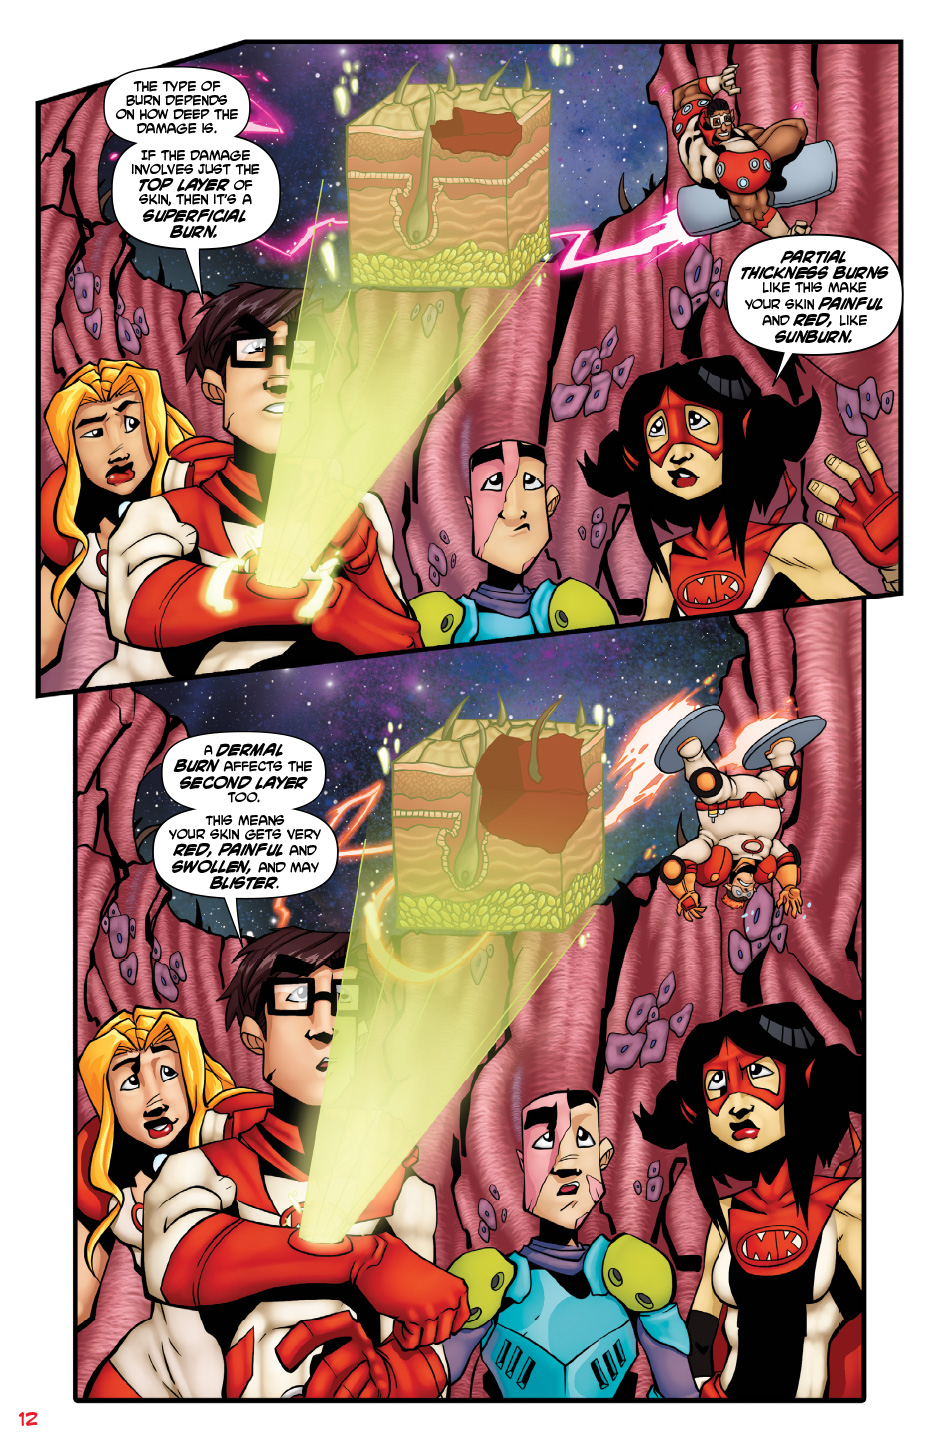 THE TYPE OF
BURN DEPENDS
ON HOW DEEP THE
DAMAGE IS.
IF THE DAMAGE
INVOLVES JUST THE
TOP LAYER OF
SKIN, THEN IT'S A
SUPERFICIAL
BURN.
PARTIAL
THICKNESS BURNS
LIKE THIS MAKE
YOUR SKIN PAINFUL
AND RED, LIKE
SUNBURN.
MK
A DERMAL
BURN AFFECTS THE
SECOND LAYER
TOO.
THIS MEANS
YOUR SKIN GETS VERY
RED, PAINFUL AND
SWOLLEN, AND MAY
BLISTER.
MK
12